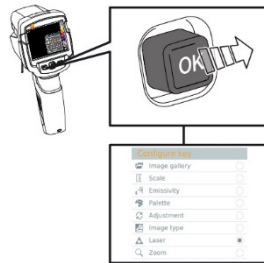 OK
Configure key
Image gallery
Scale
Emissivity
Palette
Adjustment
Image type
Laser
Zoom